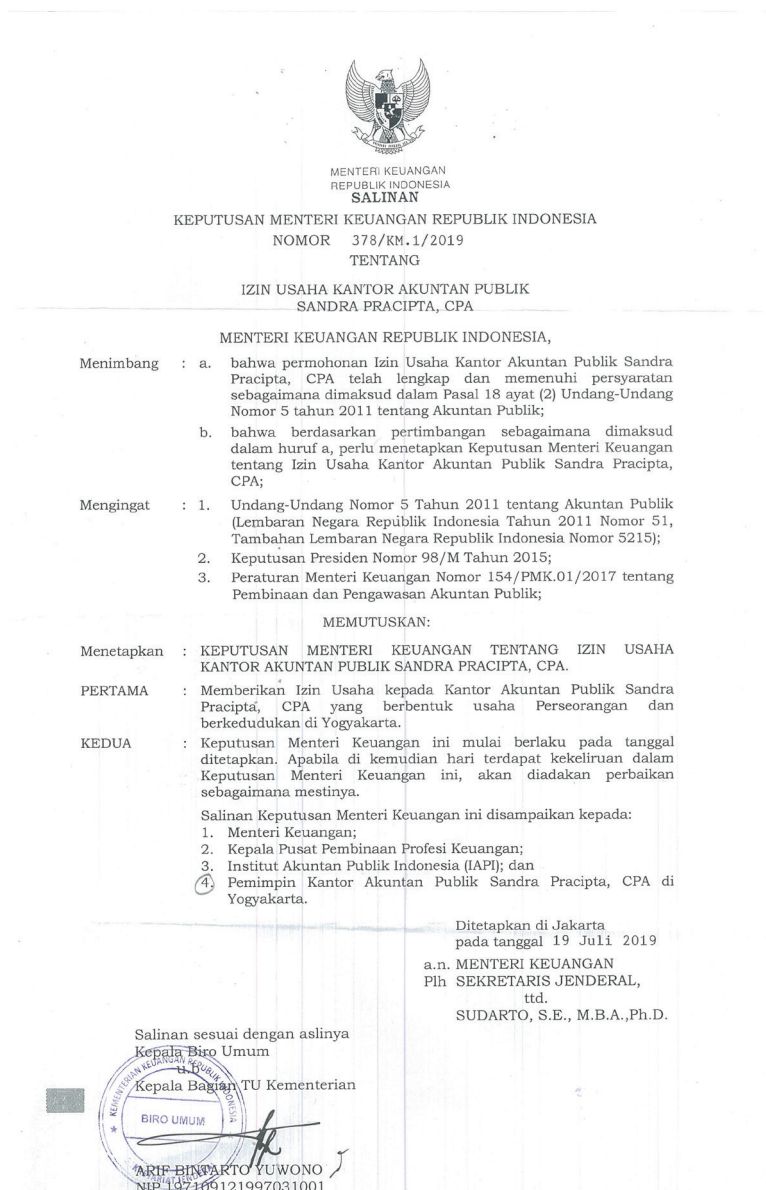 MENTERI KEUANGAN
REPUBLIK INDONESIA
SALINAN
KEPUTUSAN MENTERI KEUANGAN REPUBLIK INDONESIA
NOMOR 378/KM.1/2019
TENTANG
IZIN USAHA KANTOR AKUNTAN PUBLIK
SANDRA PRACIPTA, CPA
MENTERI KEUANGAN REPUBLIK INDONESIA,
Menimbang : a. bahwa permohonan Izin Usaha Kantor Akuntan Publik Sandra
Pracipta, CPA telah lengkap dan memenuhi persyaratan
sebagaimana dimaksud dalam Pasal 18 ayat (2) Undang-Undang
Nomor 5 tahun 2011 tentang Akuntan Publik;
b. bahwa berdasarkan pertimbangan sebagaimana dimaksud
dalam huruf a, perlu menetapkan Keputusan Menteri Keuangan
tentang Izin Usaha Kantor Akuntan Publik Sandra Pracipta,
CPA;
Mengingat : 1. Undang-Undang Nomor 5 Tahun 2011 tentang Akuntan Publik
(Lembaran Negara Republik Indonesia Tahun 2011 Nomor 51,
Tambahan Lembaran Negara Republik Indonesia Nomor 5215);
2. Keputusan Presiden Nomor 98/M Tahun 2015;
3. Peraturan Menteri Keuangan Nomor 154/PMK.01/2017 tentang
Pembinaan dan Pengawasan Akuntan Publik;
MEMUTUSKAN:
Menetapkan : KEPUTUSAN MENTERI KEUANGAN TENTANG IZIN USAHA
KANTOR AKUNTAN PUBLIK SANDRA PRACIPTA, CPA.
PERTAMA : Memberikan Izin Usaha kepada Kantor Akuntan Publik Sandra
Pracipta, CPA yang berbentuk usaha Perseorangan dan
berkedudukan di Yogyakarta.
KEDUA : Keputusan Menteri Keuangan ini mulai berlaku pada tanggal
ditetapkan. Apabila di kemudian hari terdapat kekeliruan dalam
Keputusan Menteri Keuangan ini, akan diadakan perbaikan
sebagaimana mestinya.
Salinan Keputusan Menteri Keuangan ini disampaikan kepada:
1. Menteri Keuangan;
2. Kepala Pusat Pembinaan Profesi Keuangan;
3. Institut Akuntan Publik Indonesia (IAPI); dan
4. Pemimpin Kantor Akuntan Publik Sandra Pracipta, CPA di
Yogyakarta.
Ditetapkan di Jakarta
pada tanggal 19 Juli 2019
a.n. MENTERI KEUANGAN
Plh SEKRETARIS JENDERAL,
ttd.
SUDARTO, S.E., M.B.A.,Ph.D.
Salinan sesuai dengan aslinya
Kepala Biro Umum
u.b
Kepala Bagian TU Kementerian
KEMENTERIAN KEUANGAN REPUBLIK INDONESIA
BIRO UMUM
SEKRETARIAT JENDERAL
ARIF BINTARTO YUWONO
NIP 197109121997031001